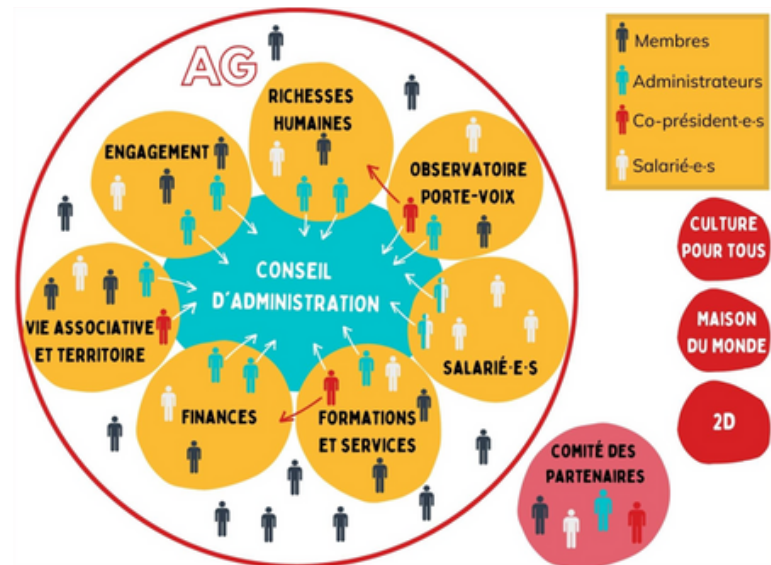 AG
RICHESSES
HUMAINES
ENGAGEMENT
OBSERVATOIRE
PORTE-VOIX
CONSEIL
D'ADMINISTRATION
VIE ASSOCIATIVE
ET TERRITOIRE
SALARIÉ·E·S
FINANCES
FORMATIONS
ET SERVICES
COMITÉ DES
PARTENAIRES
Membres
Administrateurs
Co-président·e·s
Salarié·e·s
CULTURE
POUR TOUS
MAISON
DU MONDE
2D